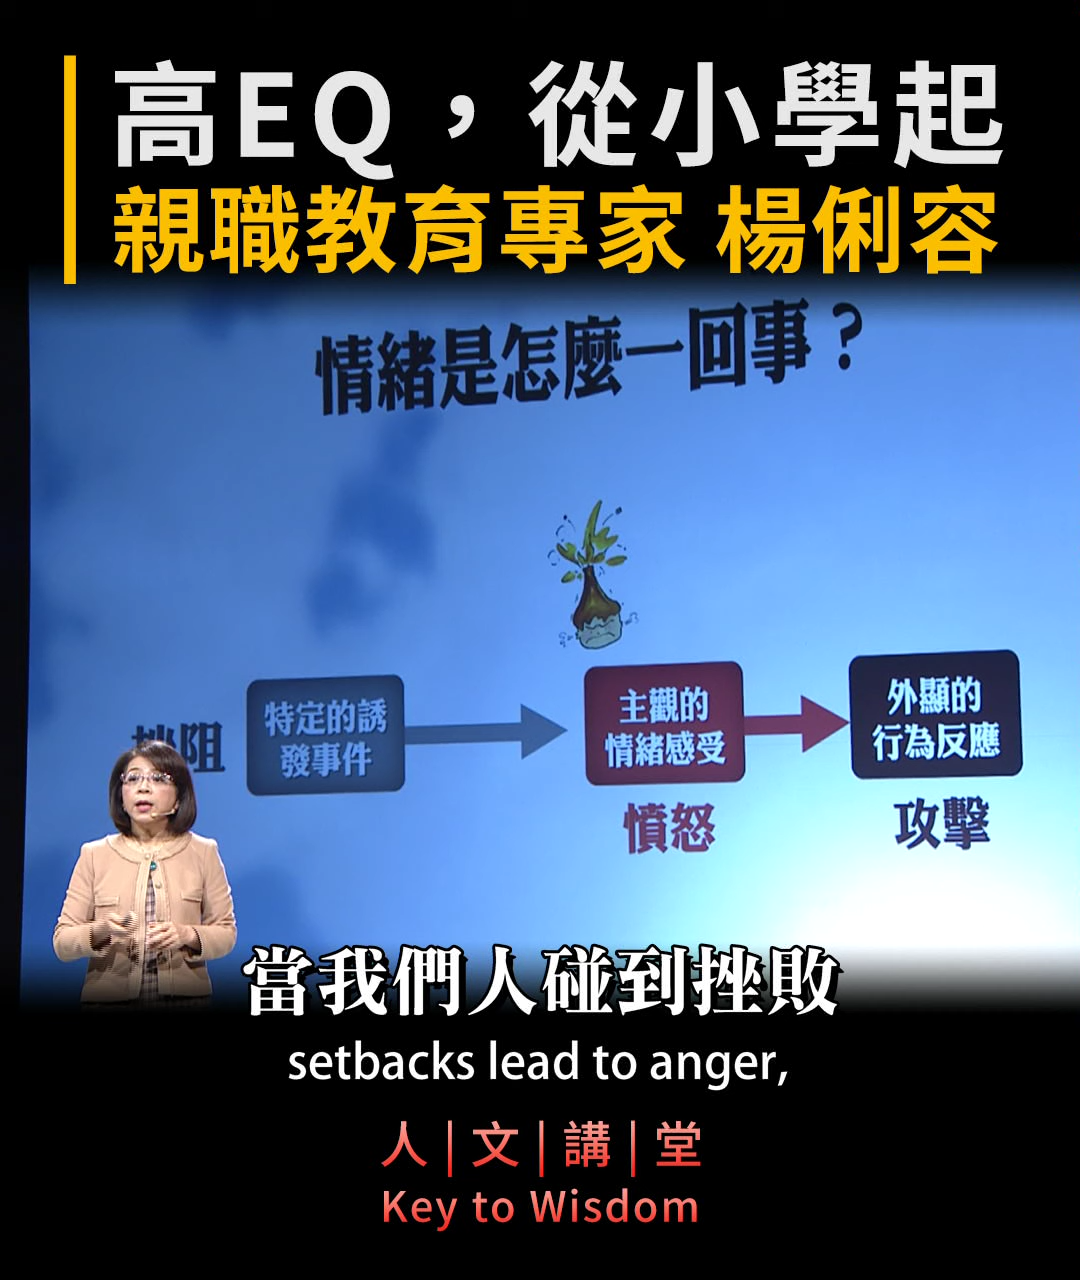 高EQ，從小學起
親職教育專家 楊俐容
情緒是怎麼一回事？
阻
特定的誘
發事件
主觀的
情緒感受
外顯的
行為反應
憤怒
攻擊
當我們人碰到挫敗
setbacks lead to anger,
人|文|講|堂
Key to Wisdom